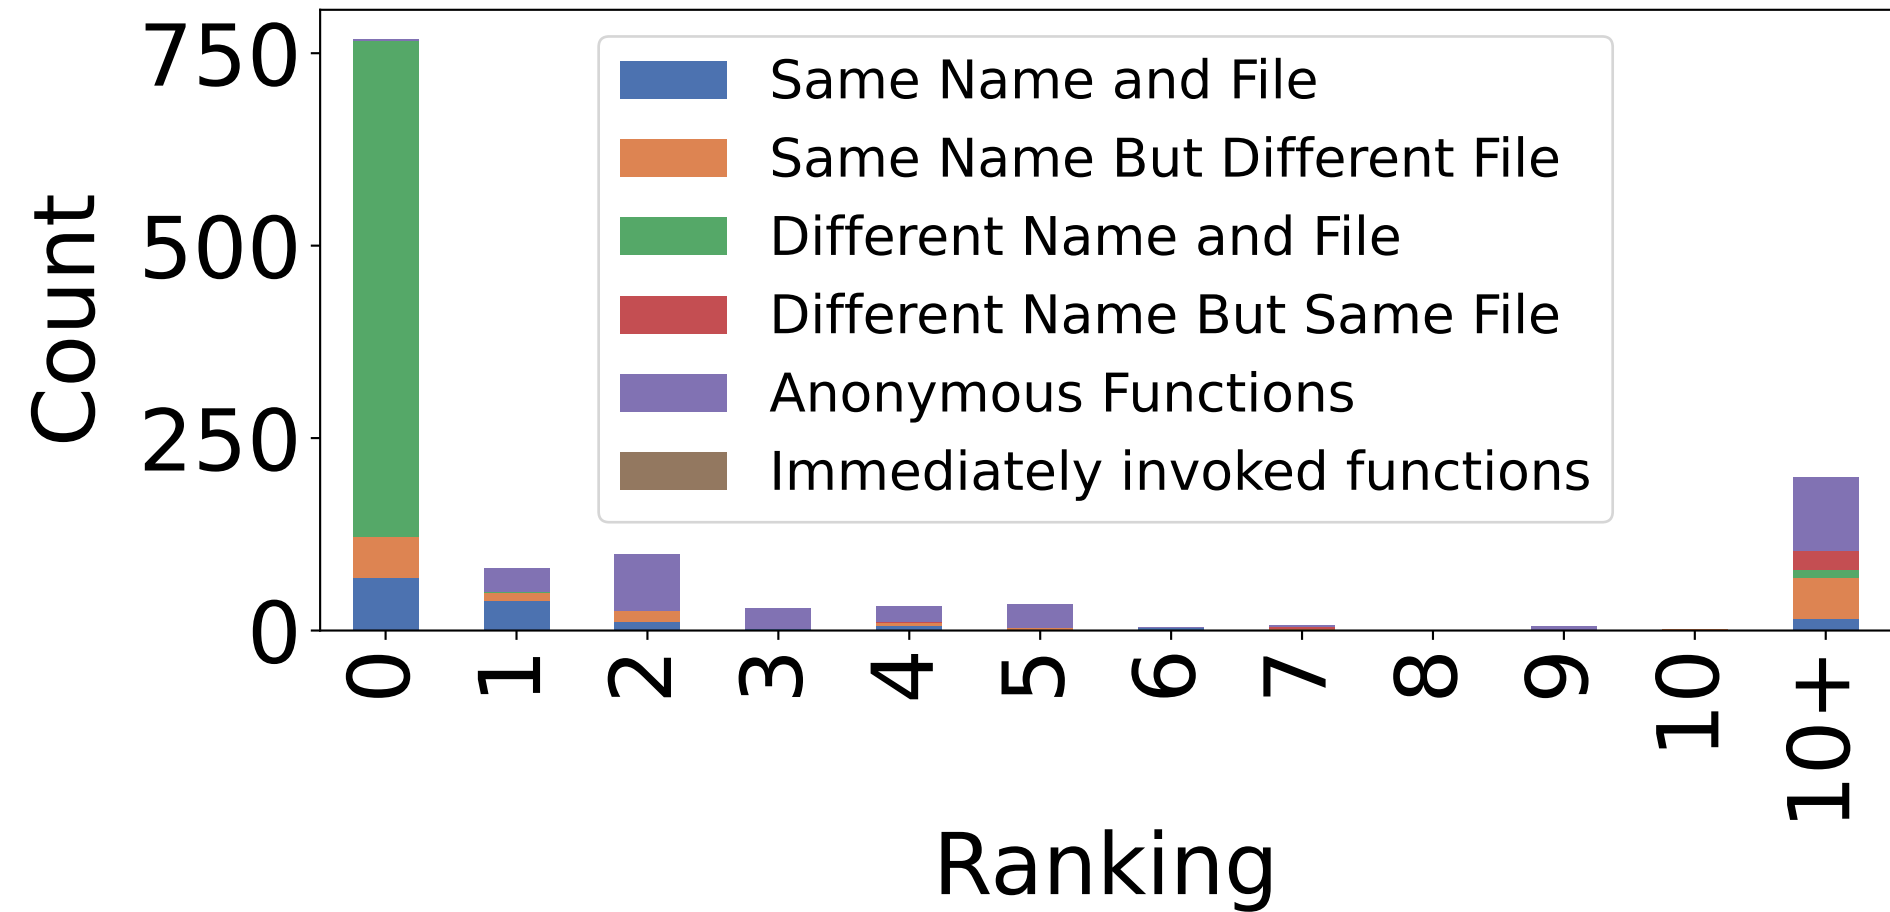 Count
750
500
250
0
Same Name and File
Same Name But Different File
Different Name and File
Different Name But Same File
Anonymous Functions
Immediately invoked functions
0
1
2
3
4
5
6
7
8
9
10
10+
Ranking